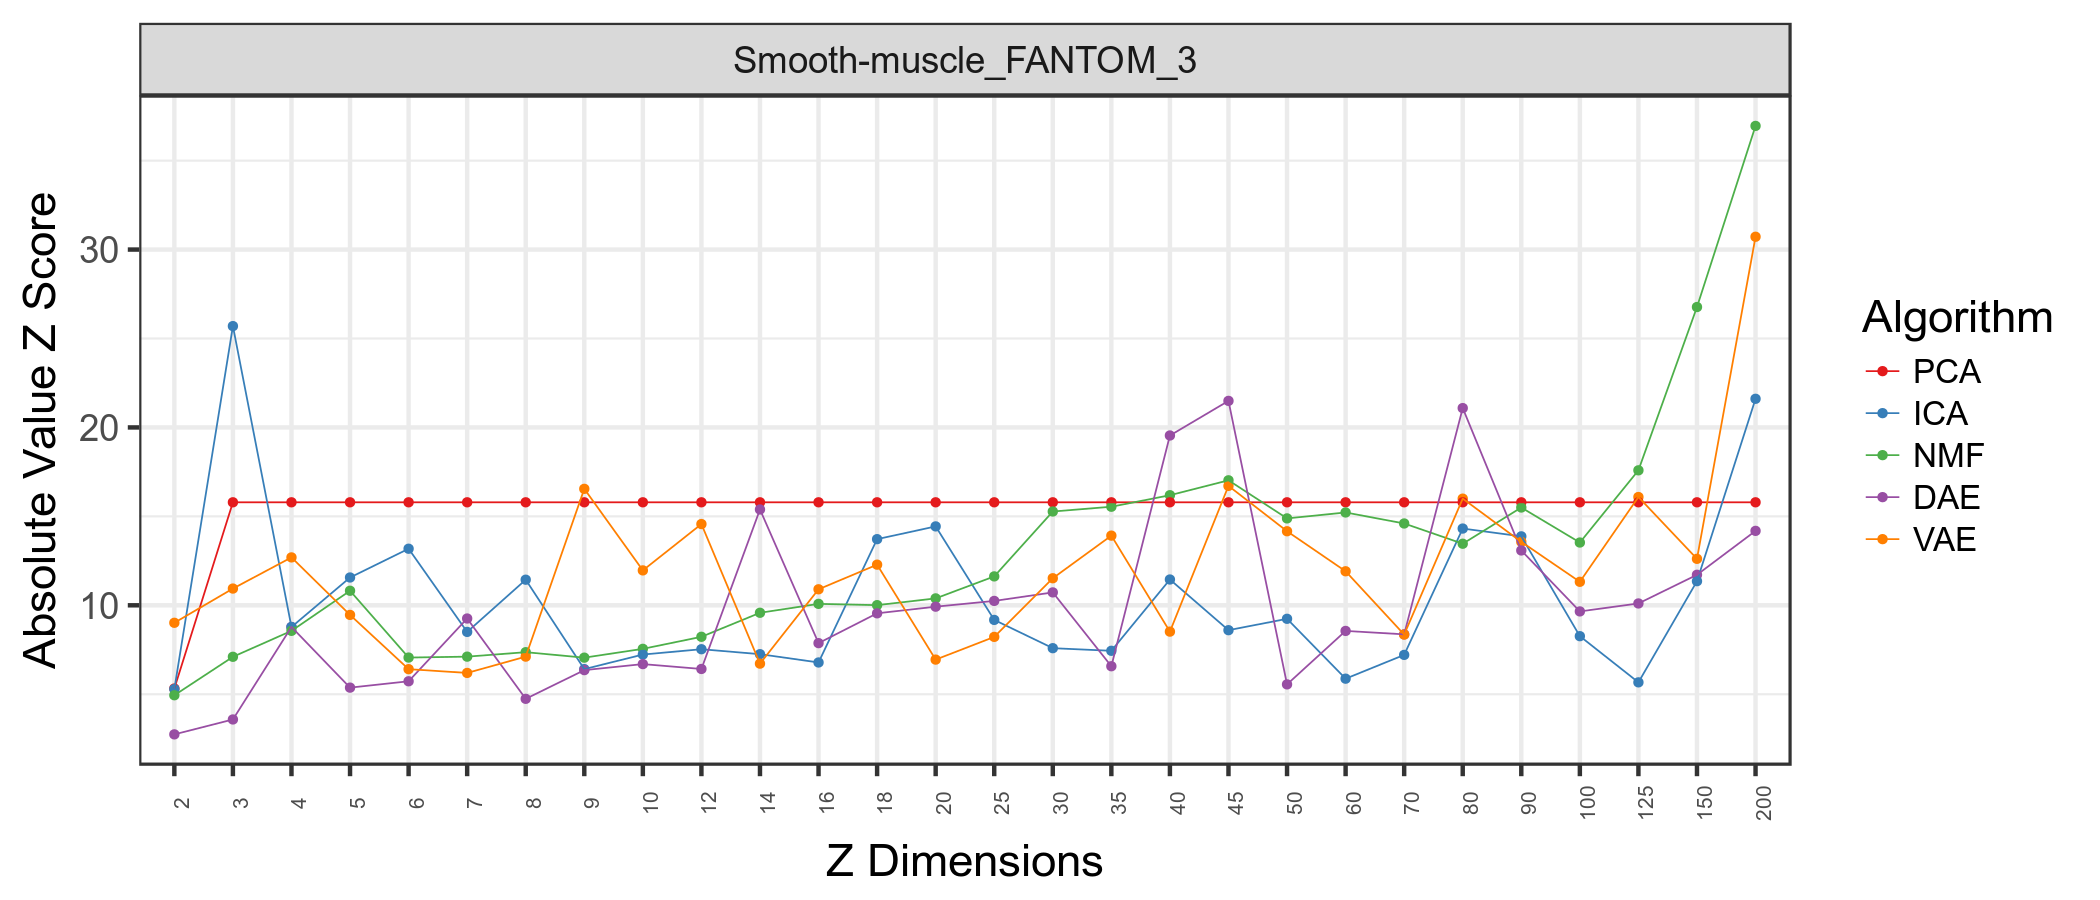 Smooth-muscle_FANTOM_3
Absolute Value Z Score
30
20
10
2 3 4 5 6 7 8 9 10 12 14 16 18 20 25 30 35 40 45 50 60 70 80 90 100 125 150 200
Z Dimensions
Algorithm
PCA
ICA
NMF
DAE
VAE